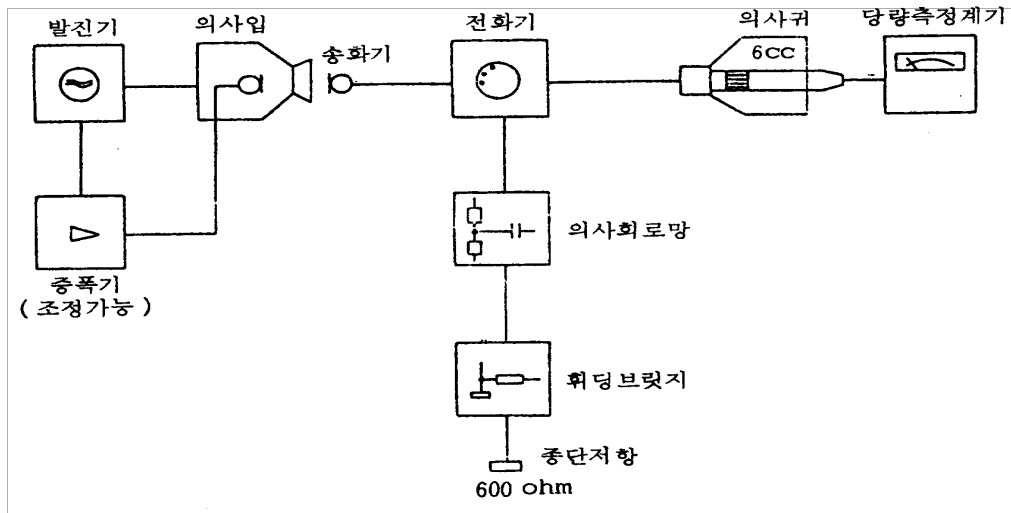 발진기
의사입
송화기
전화기
의사귀
당량측정계기
6CC
의사회로망
증폭기
( 조정가능 )
휘딩브릿지
종단저항
600 ohm